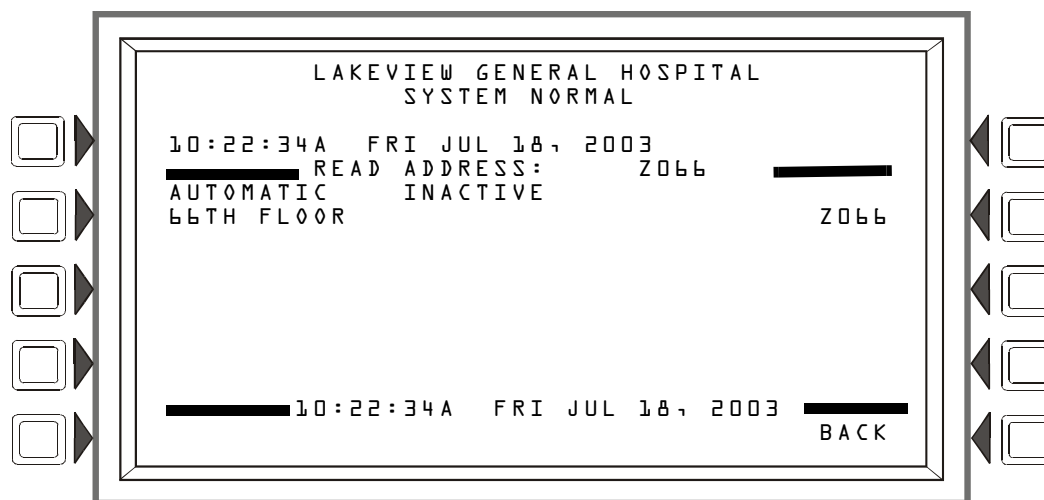 LAKEVIEW GENERAL HOSPITAL
SYSTEM NORMAL
10:22:34A FRI JUL 18, 2003
READ ADDRESS: Z066
AUTOMATIC INACTIVE
66TH FLOOR Z066
10:22:34A FRI JUL 18, 2003
BACK